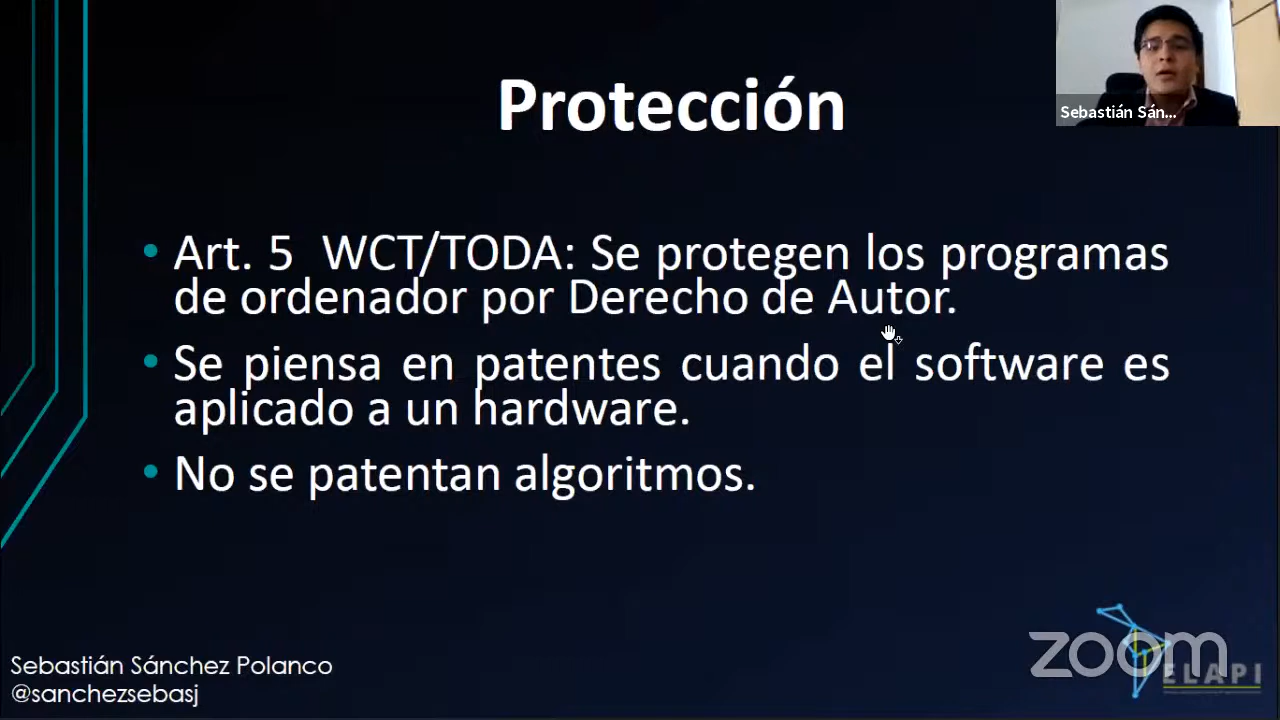 Protección
Sebastián Sán...
• Art. 5 WCT/TODA: Se protegen los programas
de ordenador por Derecho de Autor.
• Se piensa en patentes cuando el software es
aplicado a un hardware.
• No se patentan algoritmos.
Sebastián Sánchez Polanco
@sanchezsebasj
zoom
ELAPI